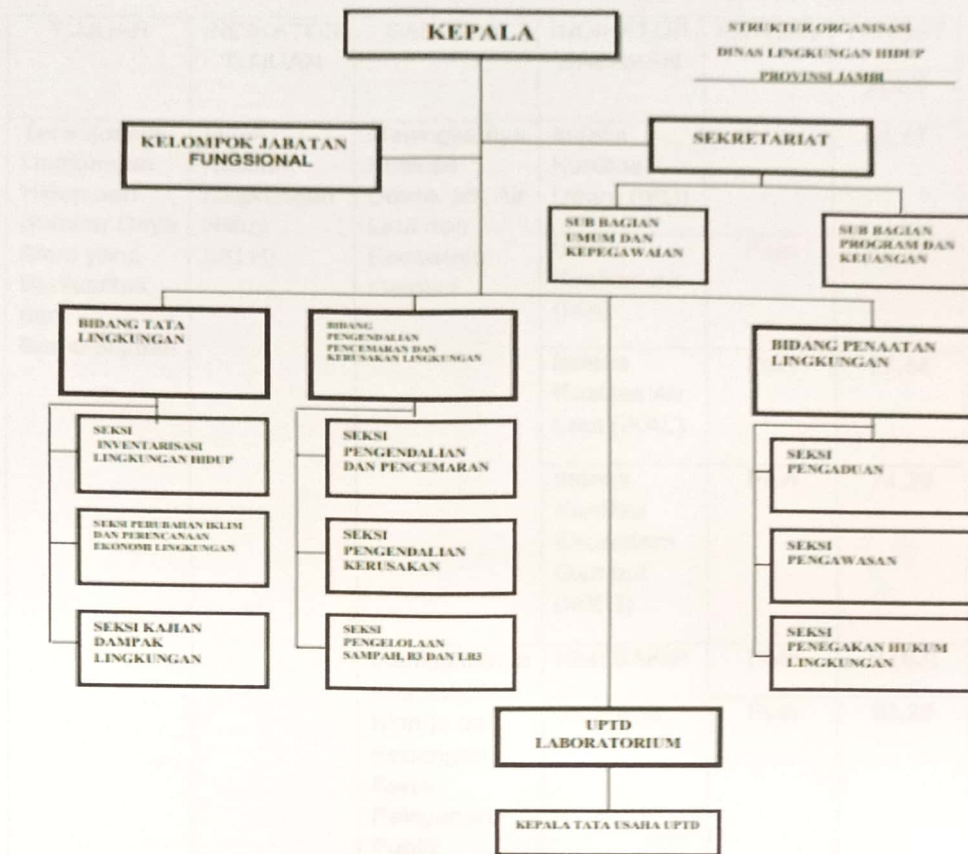 KEPALA
STRUKTUR ORGANISASI
DINAS LINGKUNGAN HIDUP
PROVINSI JAMBI
KELOMPOK JABATAN
FUNGSIONAL
SEKRETARIAT
SUB BAGIAN
UMUM DAN
KEPEGAWAIAN
SUB BAGIAN
PROGRAM DAN
KEUANGAN
BIDANG TATA
LINGKUNGAN
BIDANG
PENGENDALIAN
PENCEMARAN DAN
KERUSAKAN LINGKUNGAN
BIDANG PENAATAN
LINGKUNGAN
SEKSI
INVENTARISASI
LINGKUNGAN HIDUP
SEKSI PERUBAHAN IKLIM
DAN PERENCANAAN
EKONOMI LINGKUNGAN
SEKSI KAJIAN
DAMPAK
LINGKUNGAN
SEKSI
PENGENDALIAN
DAN PENCEMARAN
SEKSI
PENGENDALIAN
KERUSAKAN
SEKSI
PENGELOLAAN
SAMPAH, B3 DAN LB3
SEKSI
PENGADUAN
SEKSI
PENGAWASAN
SEKSI
PENEGAKAN HUKUM
LINGKUNGAN
UPTD
LABORATORIUM
KEPALA TATA USAHA UPTD